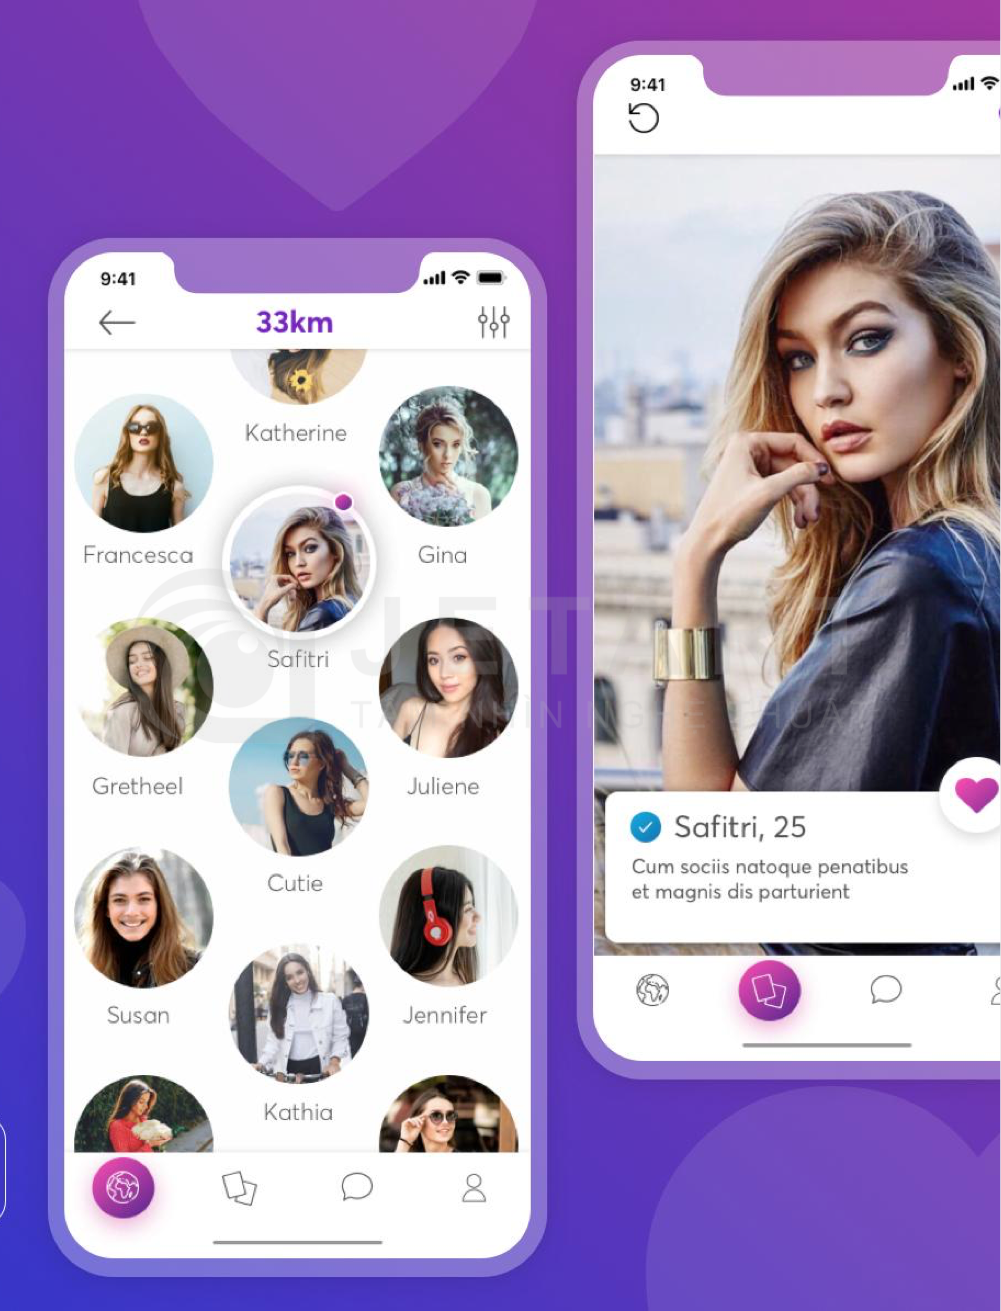 9:41
33km
Katherine
Francesca
Gina
Safitri
Gretheel
Juliene
Cutie
Susan
Jennifer
Kathia
9:41
Safitri, 25
Cum sociis natoque penatibus
et magnis dis parturient